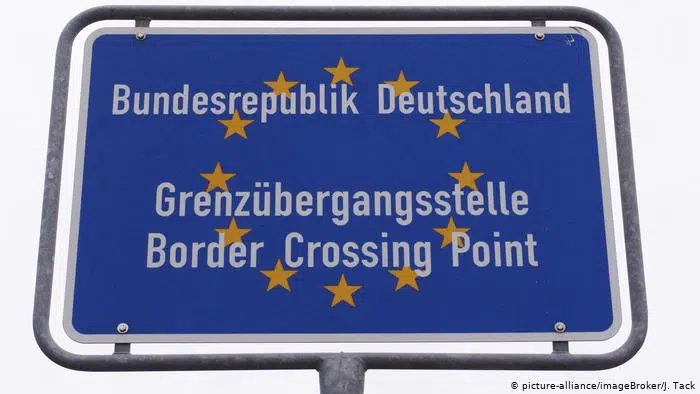 Bundesrepublik Deutschland
Grenzübergangsstelle
Border Crossing Point
© picture-alliance/imageBroker/J. Tack